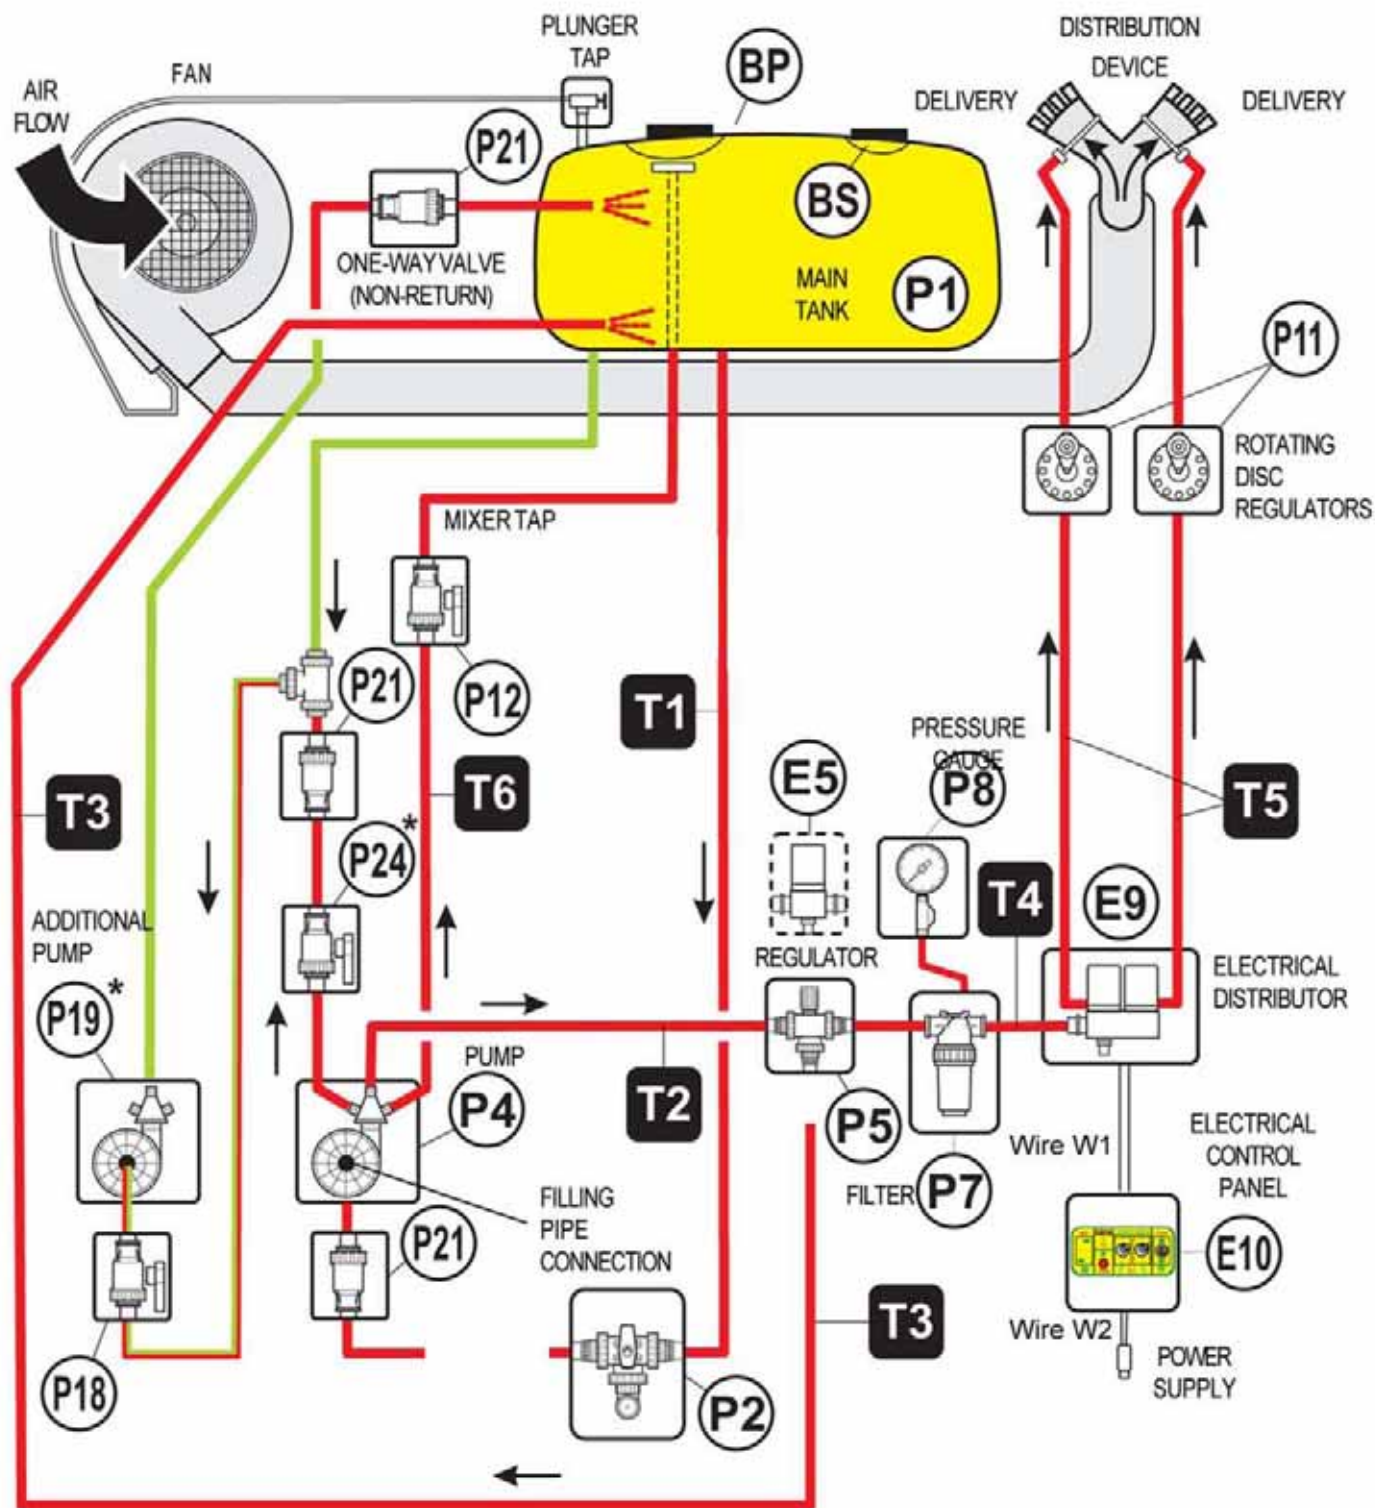 PLUNGER
TAP
BP
DISTRIBUTION
DEVICE
FAN
AIR
FLOW
DELIVERY
DELIVERY
P21
BS
ONE-WAY VALVE
(NON-RETURN)
MAIN
TANK
P1
P11
ROTATING
DISC
REGULATORS
MIXER TAP
P21
P12
T1
PRESSURE
GAUGE
E5
P8
T6
T5
T3
P24*
T4
E9
ADDITIONAL
PUMP
P19*
REGULATOR
ELECTRICAL
DISTRIBUTOR
PUMP
P4
T2
P5
Wire W1
ELECTRICAL
CONTROL
PANEL
FILTER
P7
FILLING
PIPE
CONNECTION
P21
E10
T3
Wire W2
P18
P2
POWER
SUPPLY